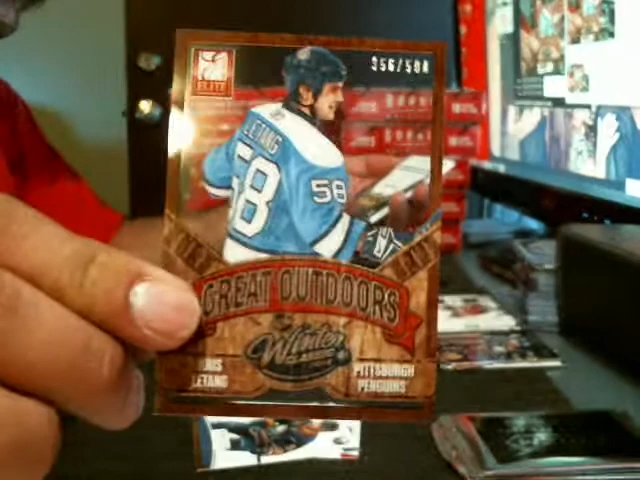 ELITE
356/500
LETANG
58
58
GREAT OUTDOORS
Winter
LETANG
PITTSBURGH
PENGUINS